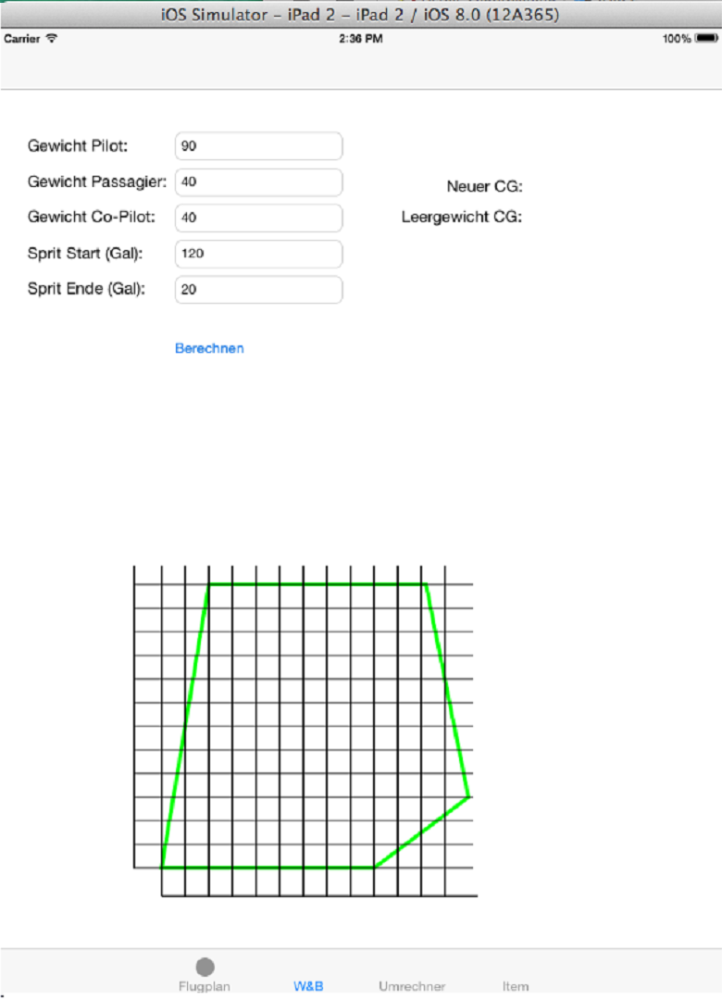 iOS Simulator – iPad 2 – iPad 2 / iOS 8.0 (12A365)
Carrier 2:36 PM 100%
Gewicht Pilot: 90
Gewicht Passagier: 40
Neuer CG:
Gewicht Co-Pilot: 40
Leergewicht CG:
Sprit Start (Gal): 120
Sprit Ende (Gal): 20
Berechnen
Flugplan W&B Umrechner Item